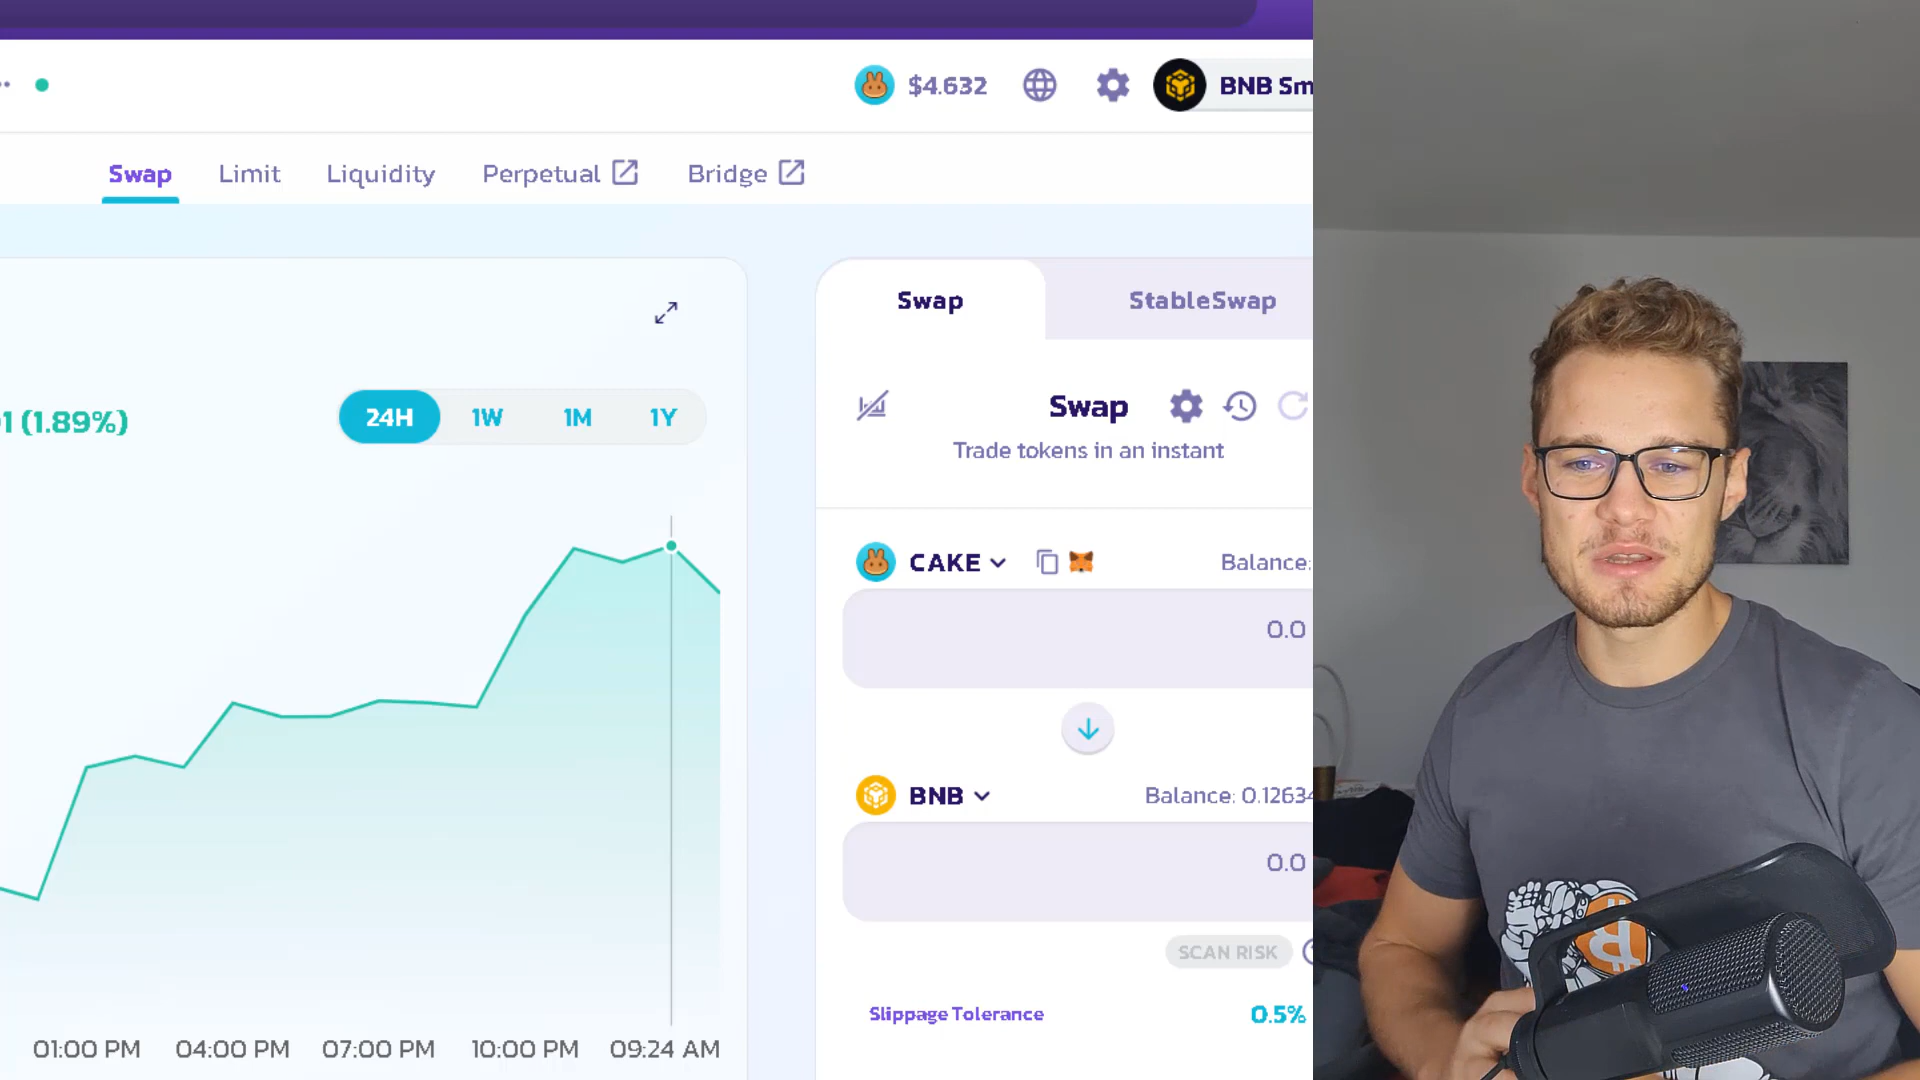 $4.632
BNB Sm
Swap
Limit
Liquidity
Perpetual
Bridge
Swap
StableSwap
1 (1.89%)
24H
1W
1M
1Y
Swap
Trade tokens in an instant
CAKE
Balance:
0.0
BNB
Balance: 0.12634
0.0
SCAN RISK
Slippage Tolerance
0.5%
01:00 PM
04:00 PM
07:00 PM
10:00 PM
09:24 AM